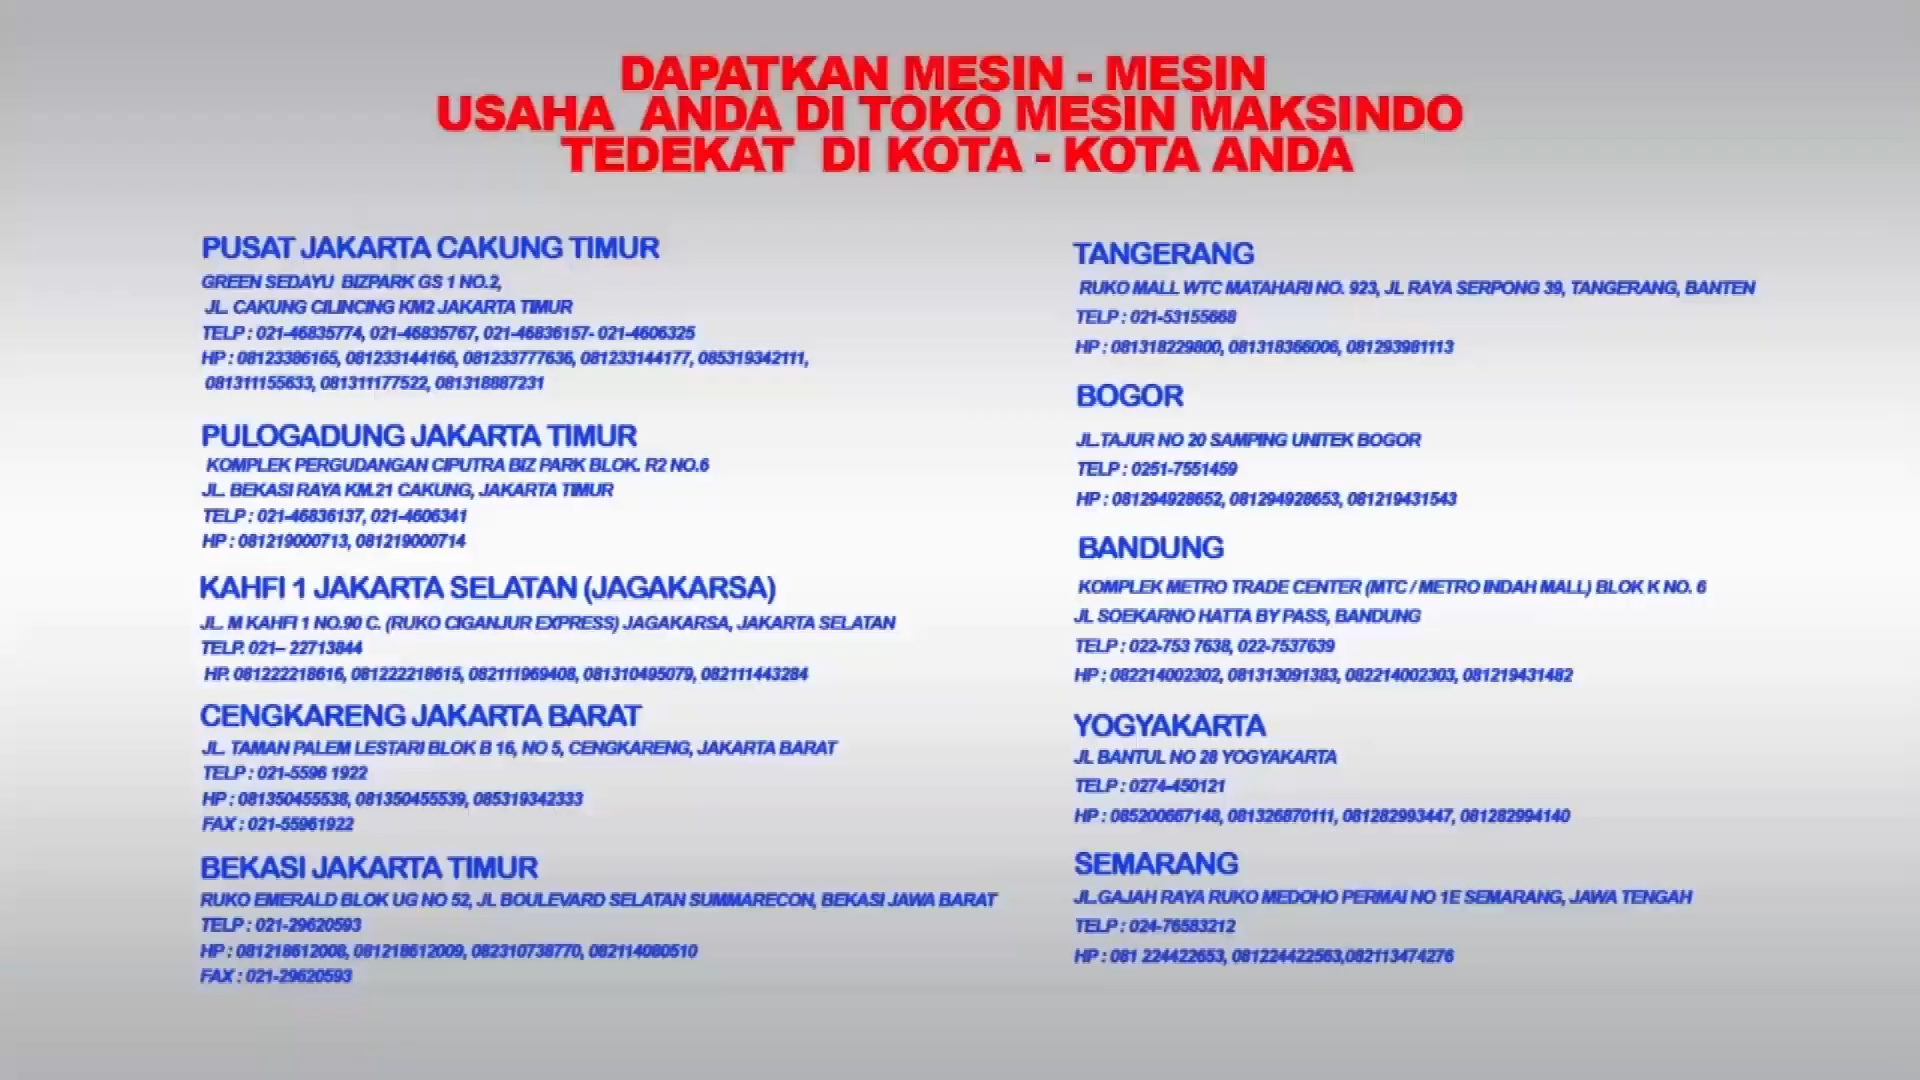 DAPATKAN MESIN - MESIN
USAHA ANDA DI TOKO MESIN MAKSINDO
TEDEKAT DI KOTA - KOTA ANDA
PUSAT JAKARTA CAKUNG TIMUR
GREEN SEDAYU BIZPARK GS 1 NO.2,
JL. CAKUNG CILINCING KM2 JAKARTA TIMUR
TELP : 021-46835774, 021-46835767, 021-46836157- 021-4606325
HP : 08123386165, 081233144166, 081233777636, 081233144177, 085319342111,
081311155633, 081311177522, 081318887231
PULOGADUNG JAKARTA TIMUR
KOMPLEK PERGUDANGAN CIPUTRA BIZ PARK BLOK. R2 NO.6
JL. BEKASI RAYA KM.21 CAKUNG, JAKARTA TIMUR
TELP : 021-46836137, 021-4606341
HP : 081219000713, 081219000714
KAHFI 1 JAKARTA SELATAN (JAGAKARSA)
JL. M KAHFI 1 NO.90 C. (RUKO CIGANJUR EXPRESS) JAGAKARSA, JAKARTA SELATAN
TELP. 021– 22713844
HP. 081222218616, 081222218615, 082111969408, 081310495079, 082111443284
CENGKARENG JAKARTA BARAT
JL. TAMAN PALEM LESTARI BLOK B 16, NO 5, CENGKARENG, JAKARTA BARAT
TELP : 021-5596 1922
HP : 081350455538, 081350455539, 085319342333
FAX : 021-55961922
BEKASI JAKARTA TIMUR
RUKO EMERALD BLOK UG NO 52, JL BOULEVARD SELATAN SUMMARECON, BEKASI JAWA BARAT
TELP : 021-29620593
HP : 081218612008, 081218612009, 082310738770, 082114080510
FAX : 021-29620593
TANGERANG
RUKO MALL WTC MATAHARI NO. 923, JL RAYA SERPONG 39, TANGERANG, BANTEN
TELP : 021-53155668
HP : 081318229800, 081318366006, 081293981113
BOGOR
JL.TAJUR NO 20 SAMPING UNITEK BOGOR
TELP : 0251-7551459
HP : 081294928652, 081294928653, 081219431543
BANDUNG
KOMPLEK METRO TRADE CENTER (MTC / METRO INDAH MALL) BLOK K NO. 6
JL SOEKARNO HATTA BY PASS, BANDUNG
TELP : 022-753 7638, 022-7537639
HP : 082214002302, 081313091383, 082214002303, 081219431482
YOGYAKARTA
JL BANTUL NO 28 YOGYAKARTA
TELP : 0274-450121
HP : 085200667148, 081326870111, 081282993447, 081282994140
SEMARANG
JL.GAJAH RAYA RUKO MEDOHO PERMAI NO 1E SEMARANG, JAWA TENGAH
TELP : 024-76583212
HP : 081 224422653, 081224422563,082113474276